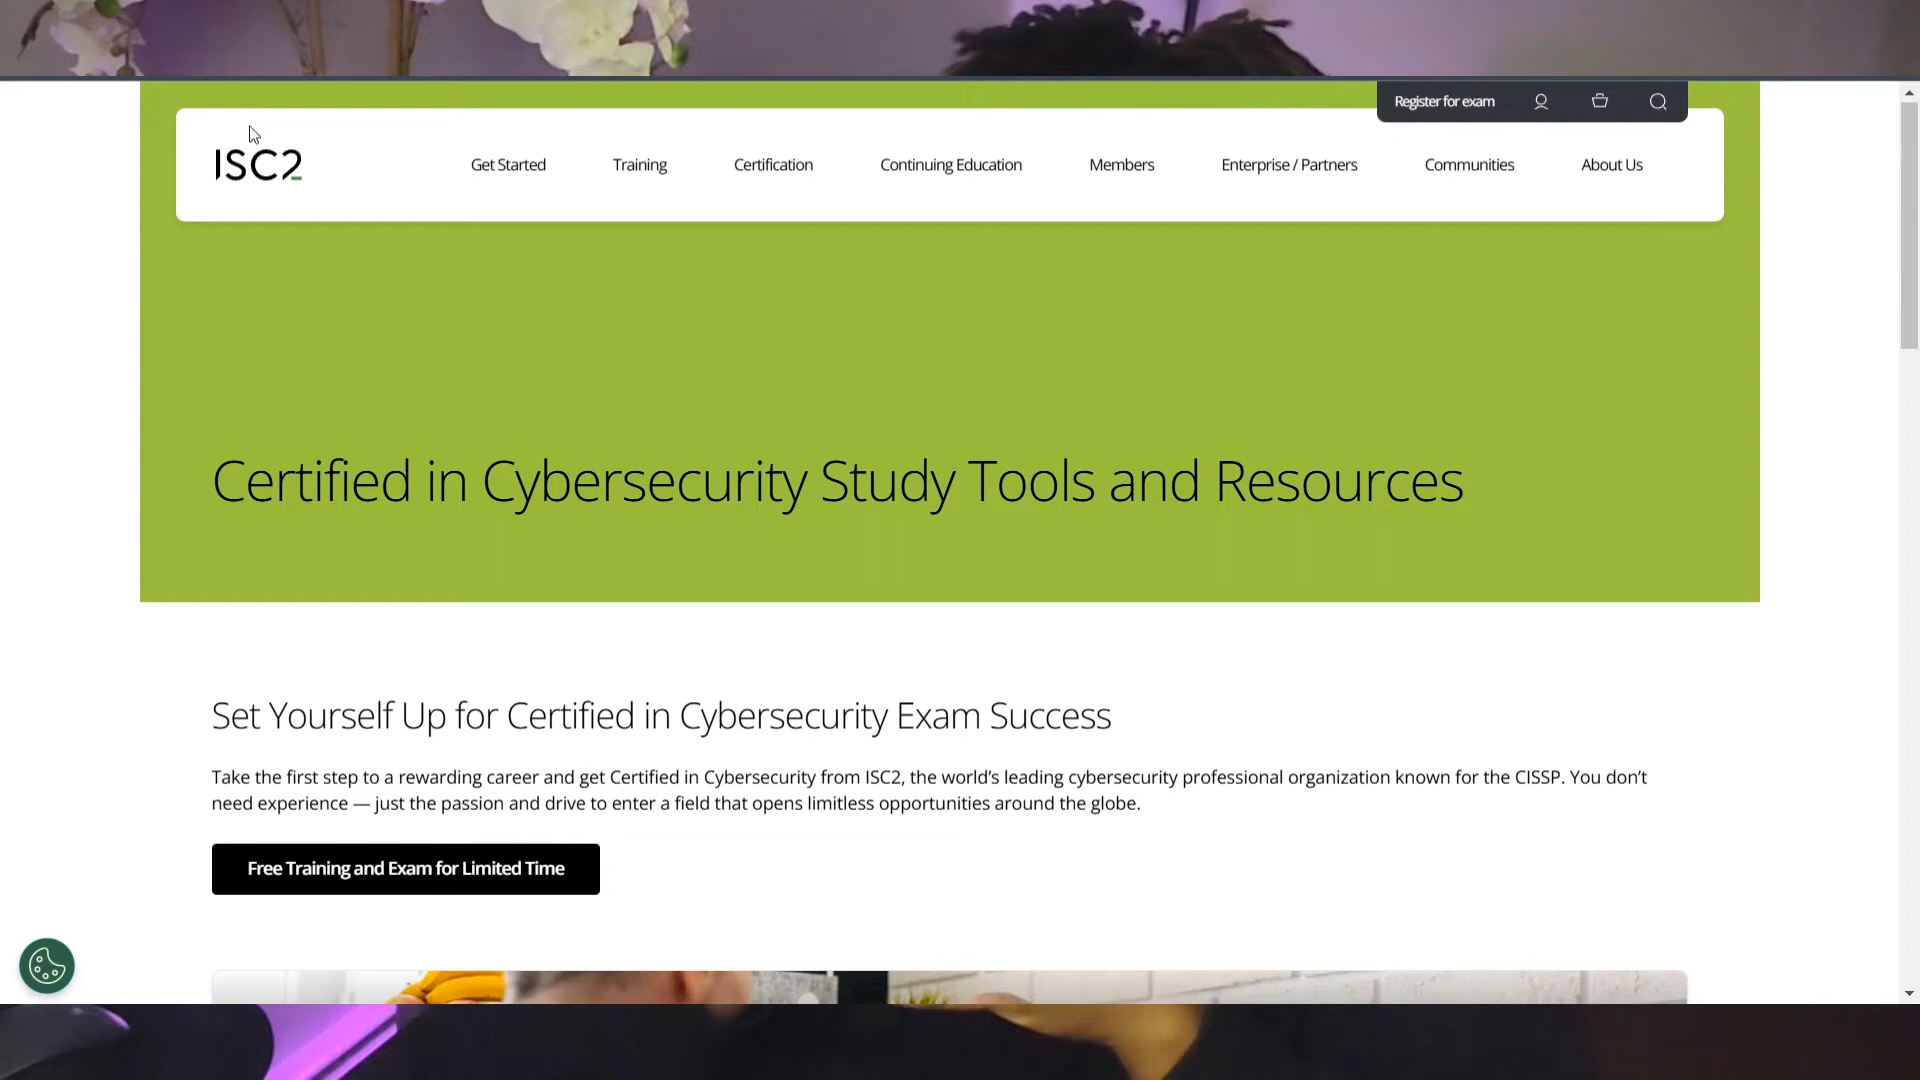 Register for exam
ISC2
Get Started
Training
Certification
Continuing Education
Members
Enterprise / Partners
Communities
About Us
Certified in Cybersecurity Study Tools and Resources
Set Yourself Up for Certified in Cybersecurity Exam Success
Take the first step to a rewarding career and get Certified in Cybersecurity from ISC2, the world’s leading cybersecurity professional organization known for the CISSP. You don’t
need experience — just the passion and drive to enter a field that opens limitless opportunities around the globe.
Free Training and Exam for Limited Time